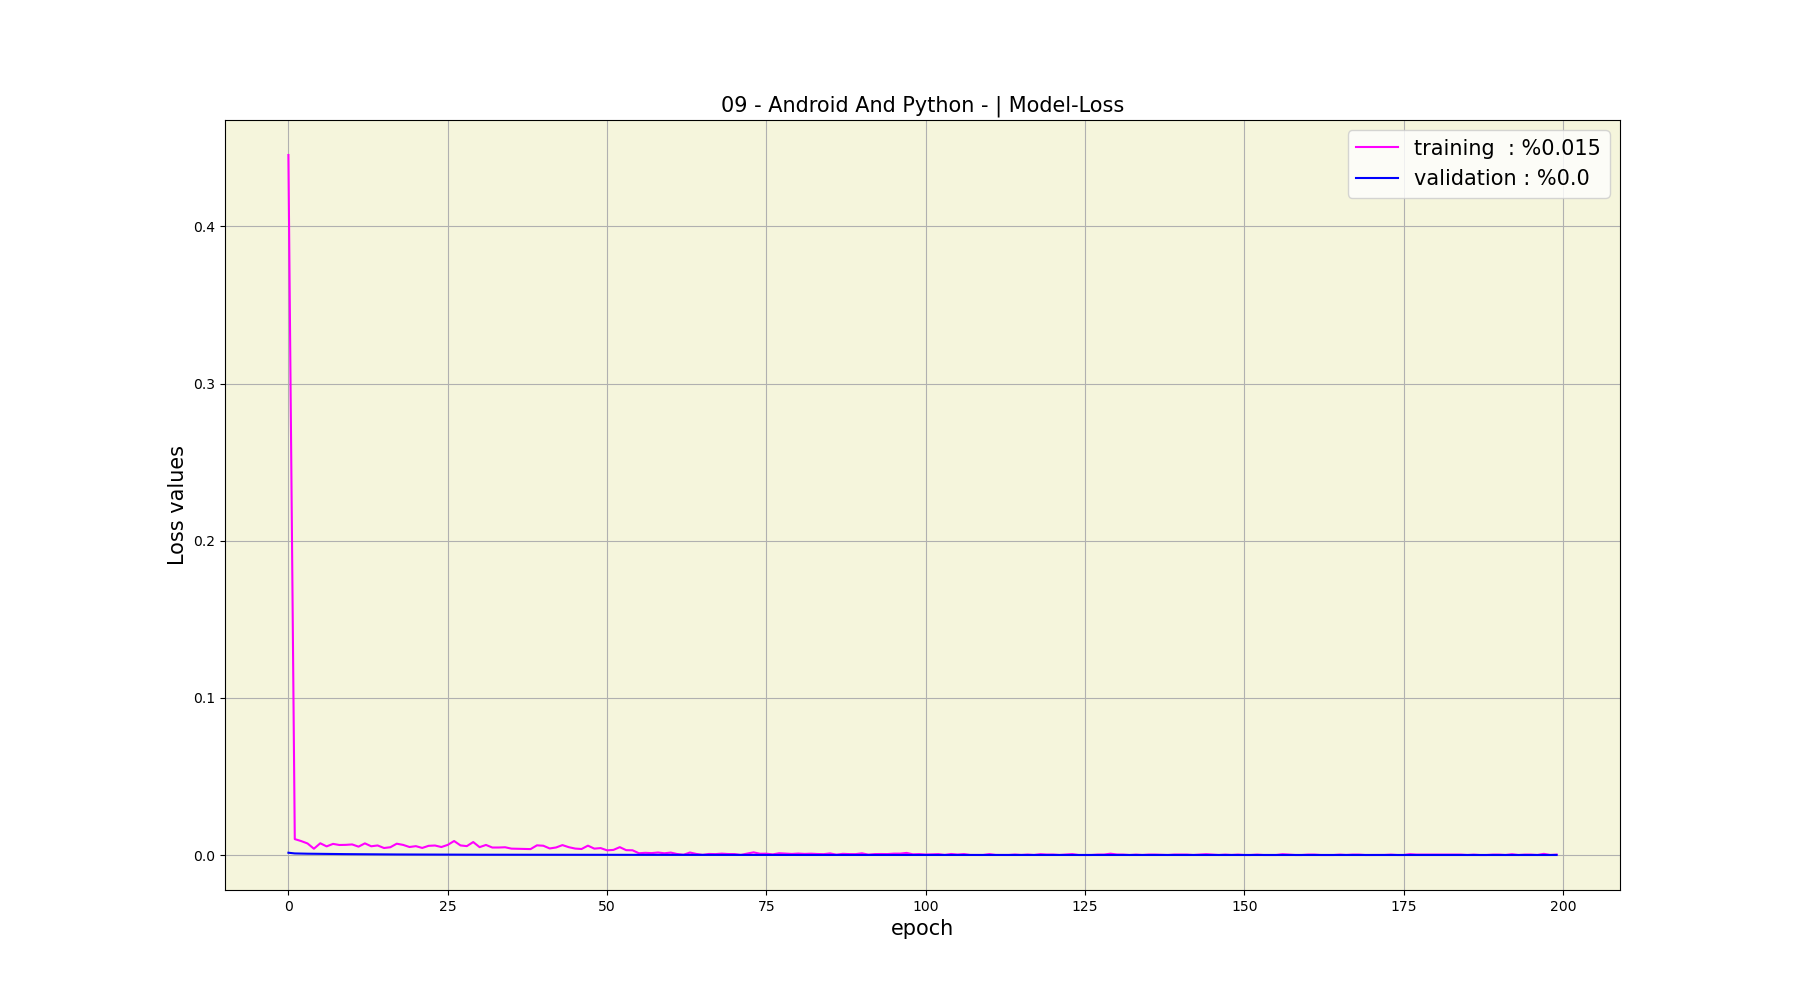 09 - Android And Python - | Model-Loss
training  : %0.015
validation : %0.0
Loss values
0.4
0.3
0.2
0.1
0.0
0 25 50 75 100 125 150 175 200
epoch